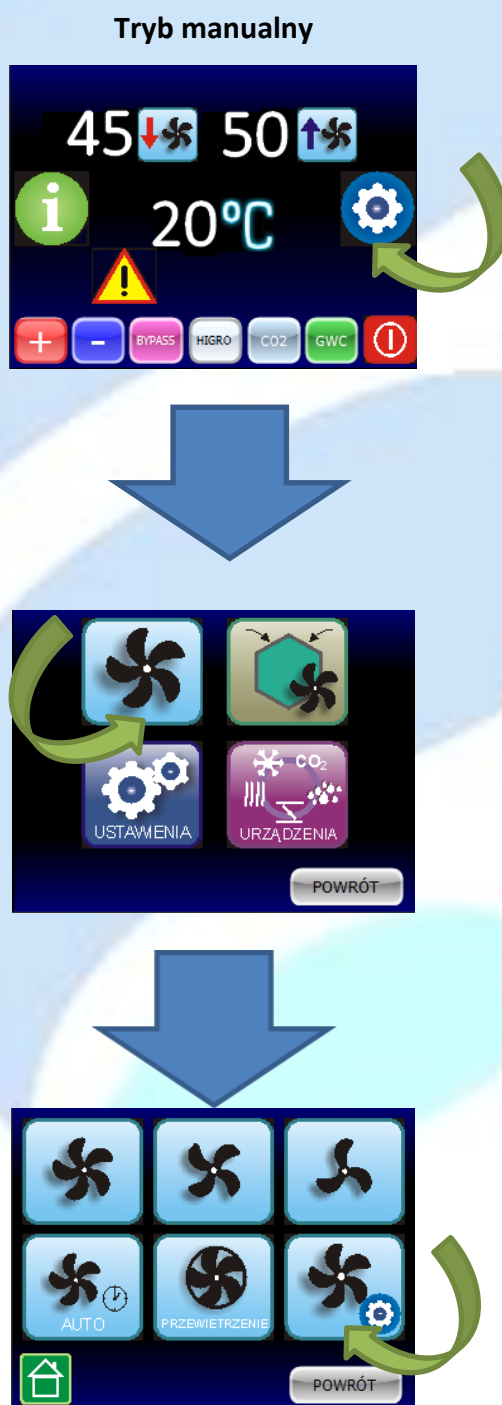 Tryb manualny
45 50
20°C
+ - BYPASS HIGRO CO2 GWC
CO₂
USTAWIENIA URZĄDZENIA
POWRÓT
AUTO PRZEWIETRZENIE
POWRÓT